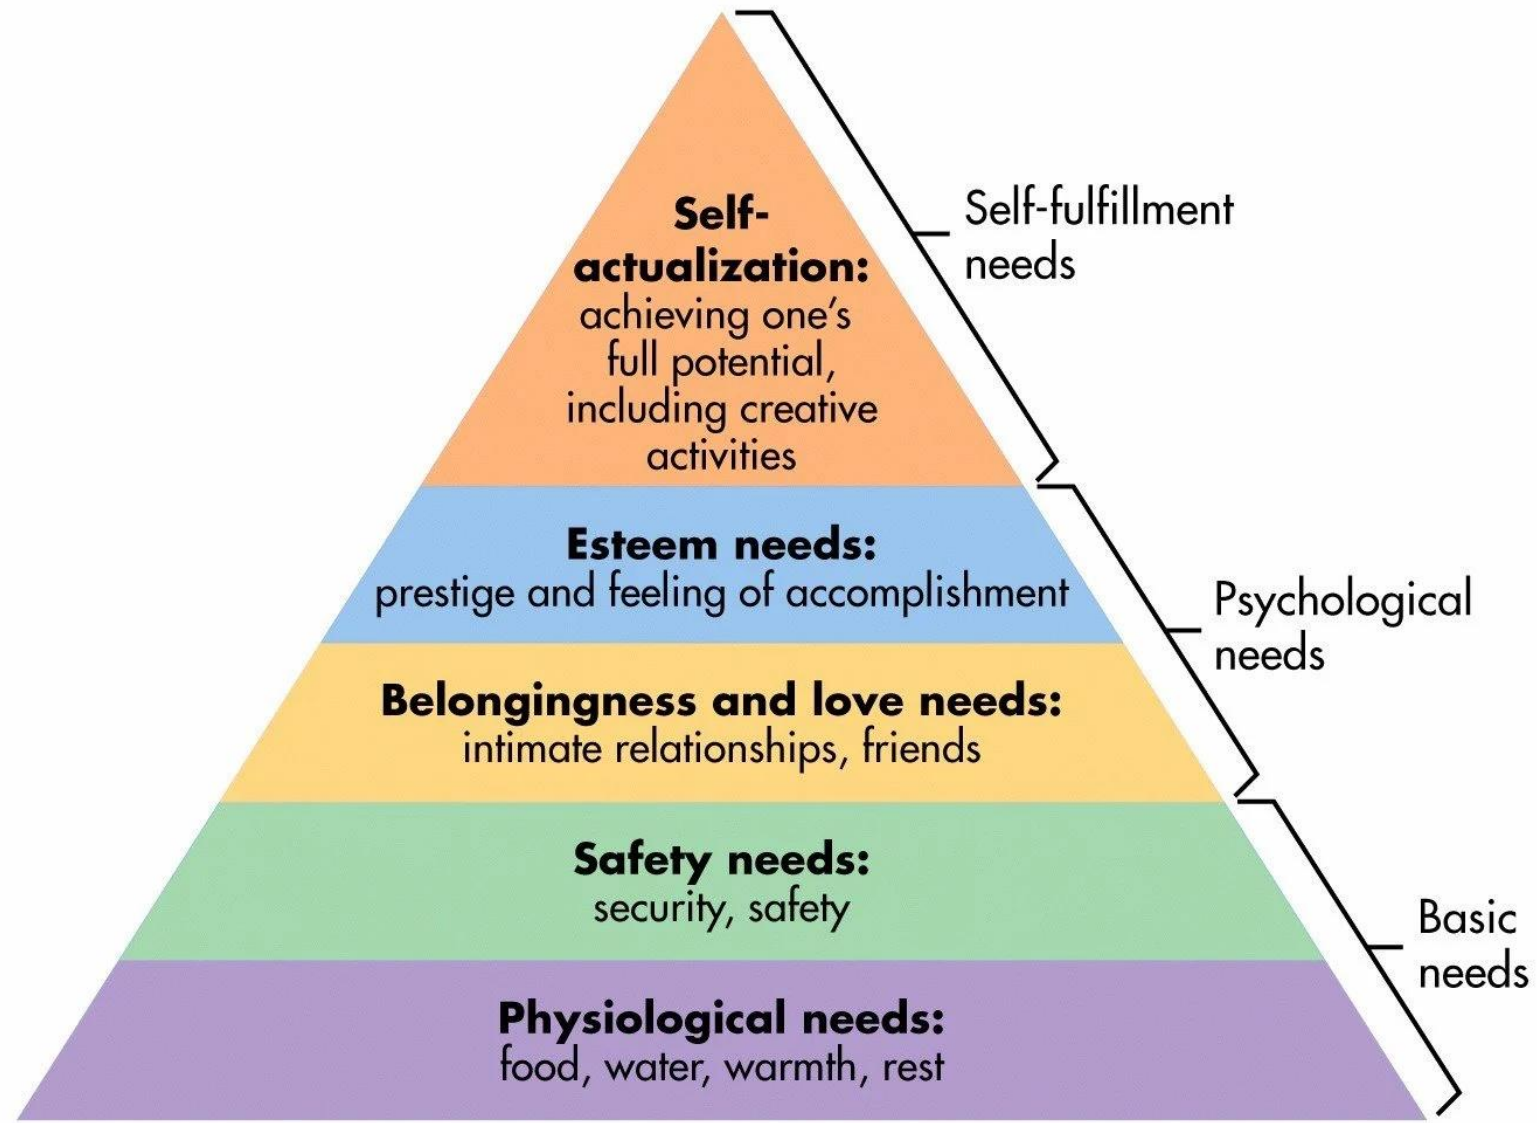 Self-
actualization:
achieving one’s
full potential,
including creative
activities
Self-fulfillment
needs
Esteem needs:
prestige and feeling of accomplishment
Belongingness and love needs:
intimate relationships, friends
Psychological
needs
Safety needs:
security, safety
Physiological needs:
food, water, warmth, rest
Basic
needs